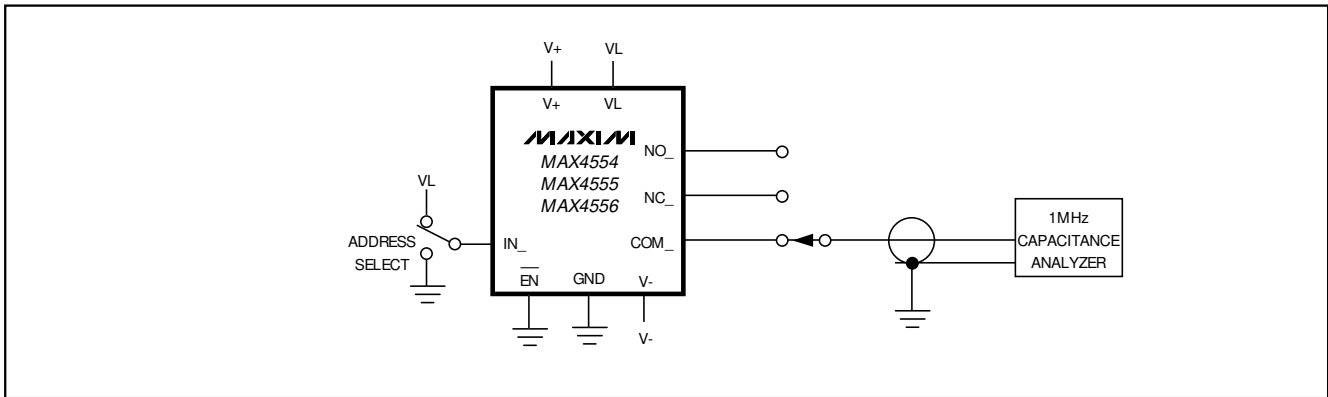 V+ VL
V+ VL
MAXIM
MAX4554
MAX4555
MAX4556
NO_
NC_
COM_
VL
ADDRESS
SELECT
IN_
EN GND V-
V-
1MHz
CAPACITANCE
ANALYZER